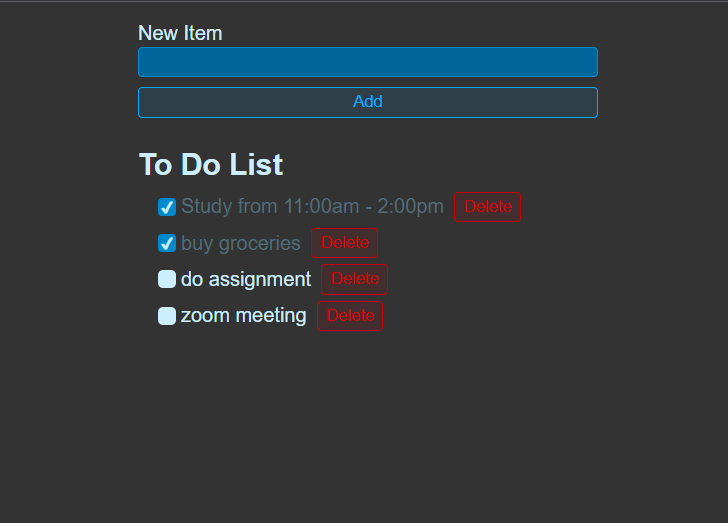 New Item
Add
To Do List
Study from 11:00am - 2:00pm Delete
buy groceries Delete
do assignment Delete
zoom meeting Delete